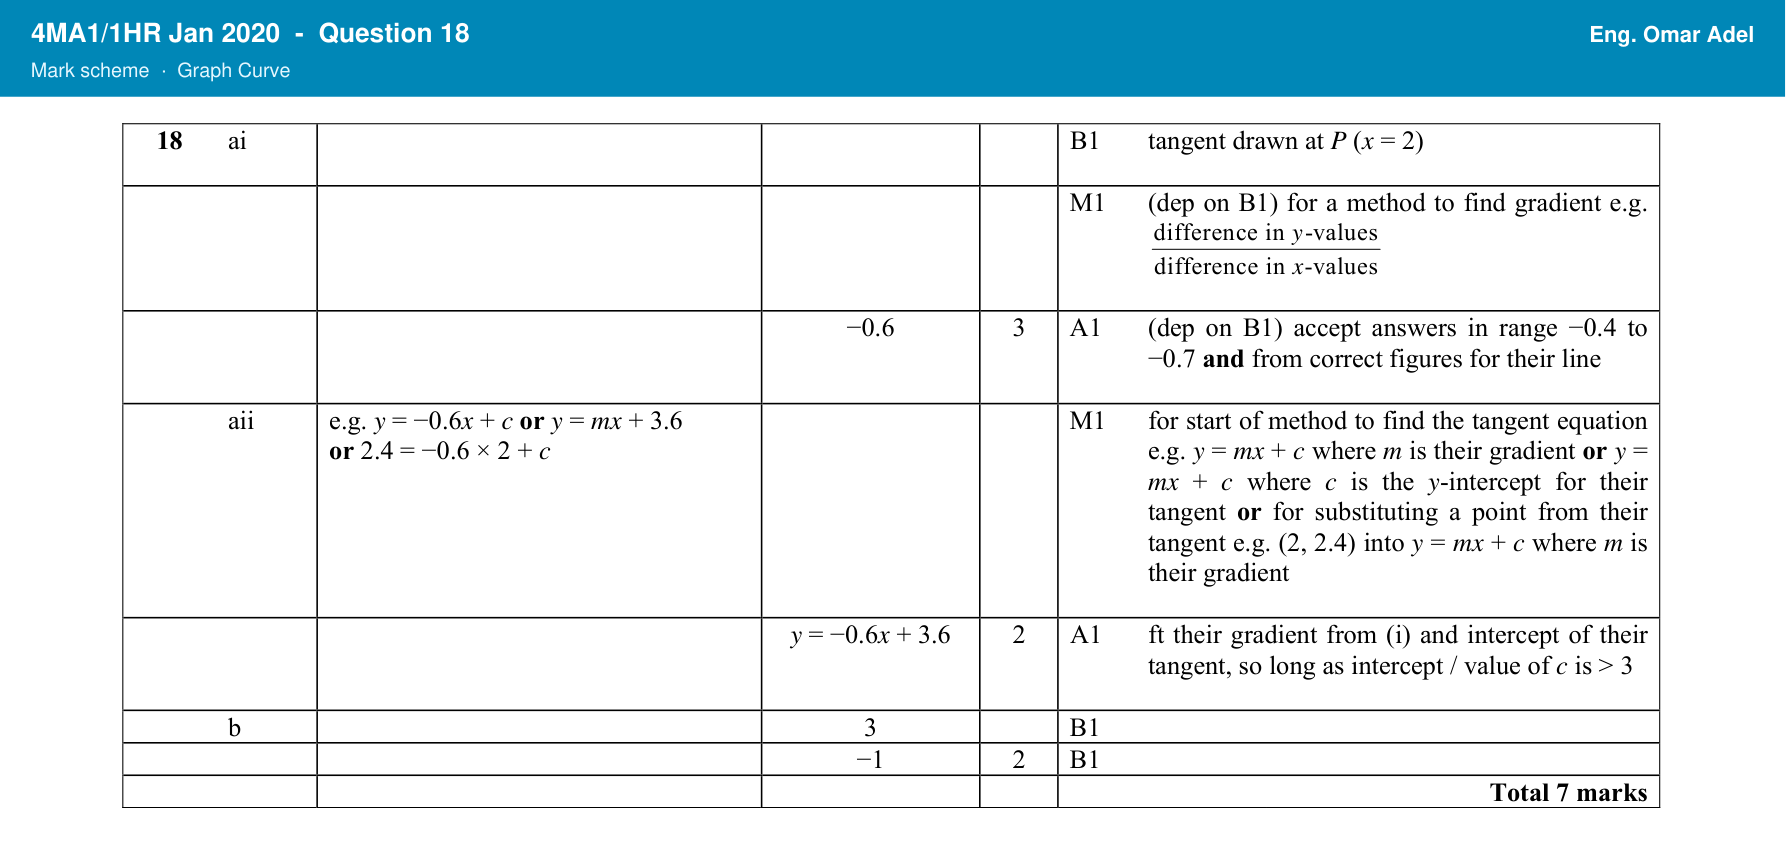 4MA1/1HR Jan 2020 - Question 18
Eng. Omar Adel
Mark scheme · Graph Curve
18 ai B1 tangent drawn at P (x = 2)
M1 (dep on B1) for a method to find gradient e.g.
difference in y-values
difference in x-values
−0.6 3 A1 (dep on B1) accept answers in range −0.4 to
−0.7 and from correct figures for their line
aii e.g. y = −0.6x + c or y = mx + 3.6 M1 for start of method to find the tangent equation
or 2.4 = −0.6 × 2 + c e.g. y = mx + c where m is their gradient or y =
mx + c where c is the y-intercept for their
tangent or for substituting a point from their
tangent e.g. (2, 2.4) into y = mx + c where m is
their gradient
y = −0.6x + 3.6 2 A1 ft their gradient from (i) and intercept of their
tangent, so long as intercept / value of c is > 3
b 3 B1
−1 2 B1
Total 7 marks